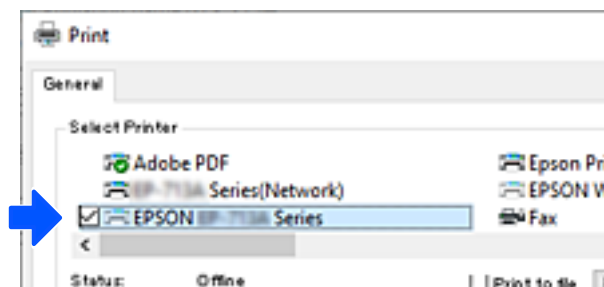 Print
General
Select Printer
Adobe PDF
Epson Pr
Series(Network)
EPSON W
EPSON Series
Fax
Status: Offline
Print to file